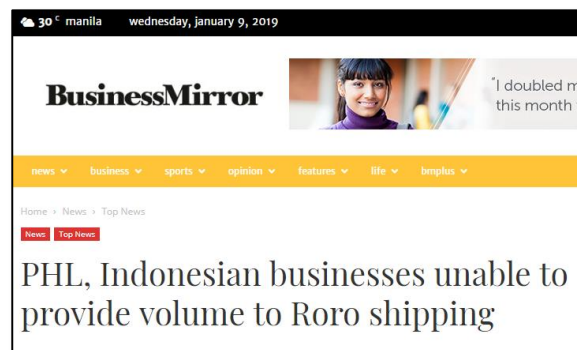 30 c manila wednesday, january 9, 2019
BusinessMirror
"I doubled m
this month
news business sports opinion features life bmplus
Home › News › Top News
News Top News
PHL, Indonesian businesses unable to
provide volume to Roro shipping